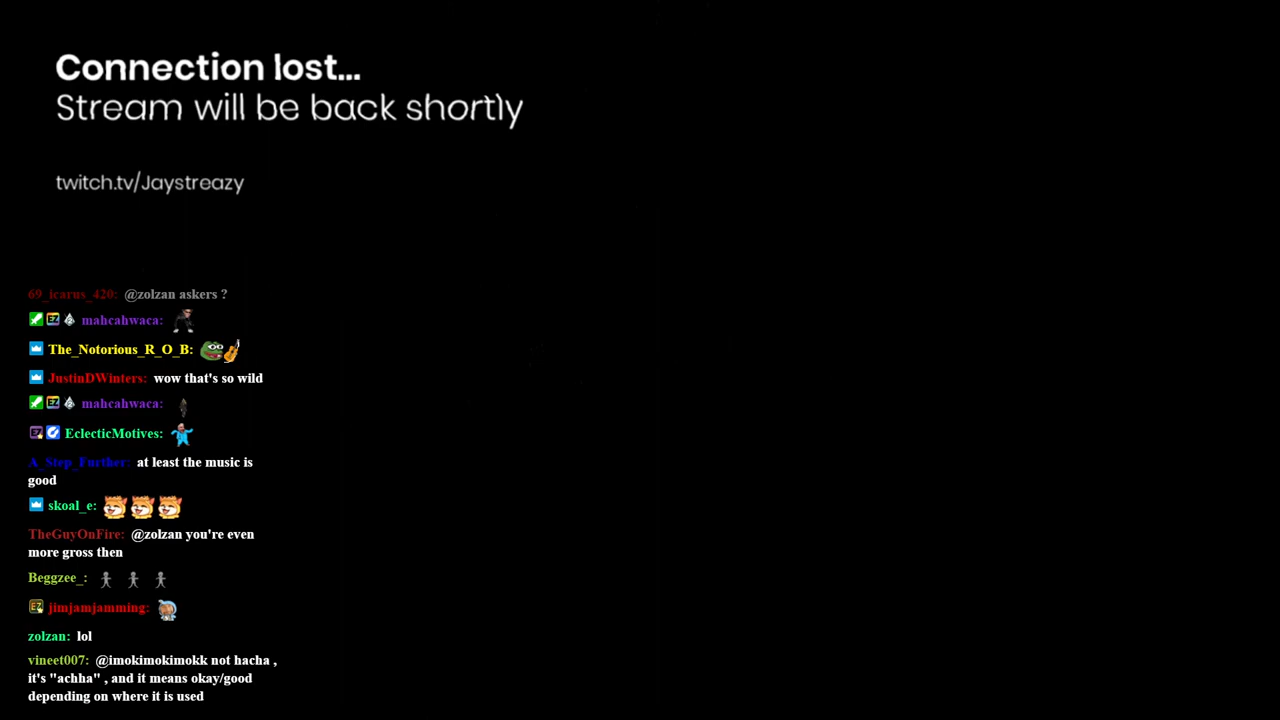 Connection lost...
Stream will be back shortly
twitch.tv/Jaystreazy
69_icarus_420: @zolzan askers ?
mahcahwaca:
The_Notorious_R_O_B:
JustinDWinters: wow that's so wild
mahcahwaca:
EclecticMotives:
A_Step_Further: at least the music is
good
skoal_e:
TheGuyOnFire: @zolzan you're even
more gross then
Beggzee_:
jimjamjamming:
zolzan: lol
vineet007: @imokimokimokk not hacha ,
it's "achha" , and it means okay/good
depending on where it is used